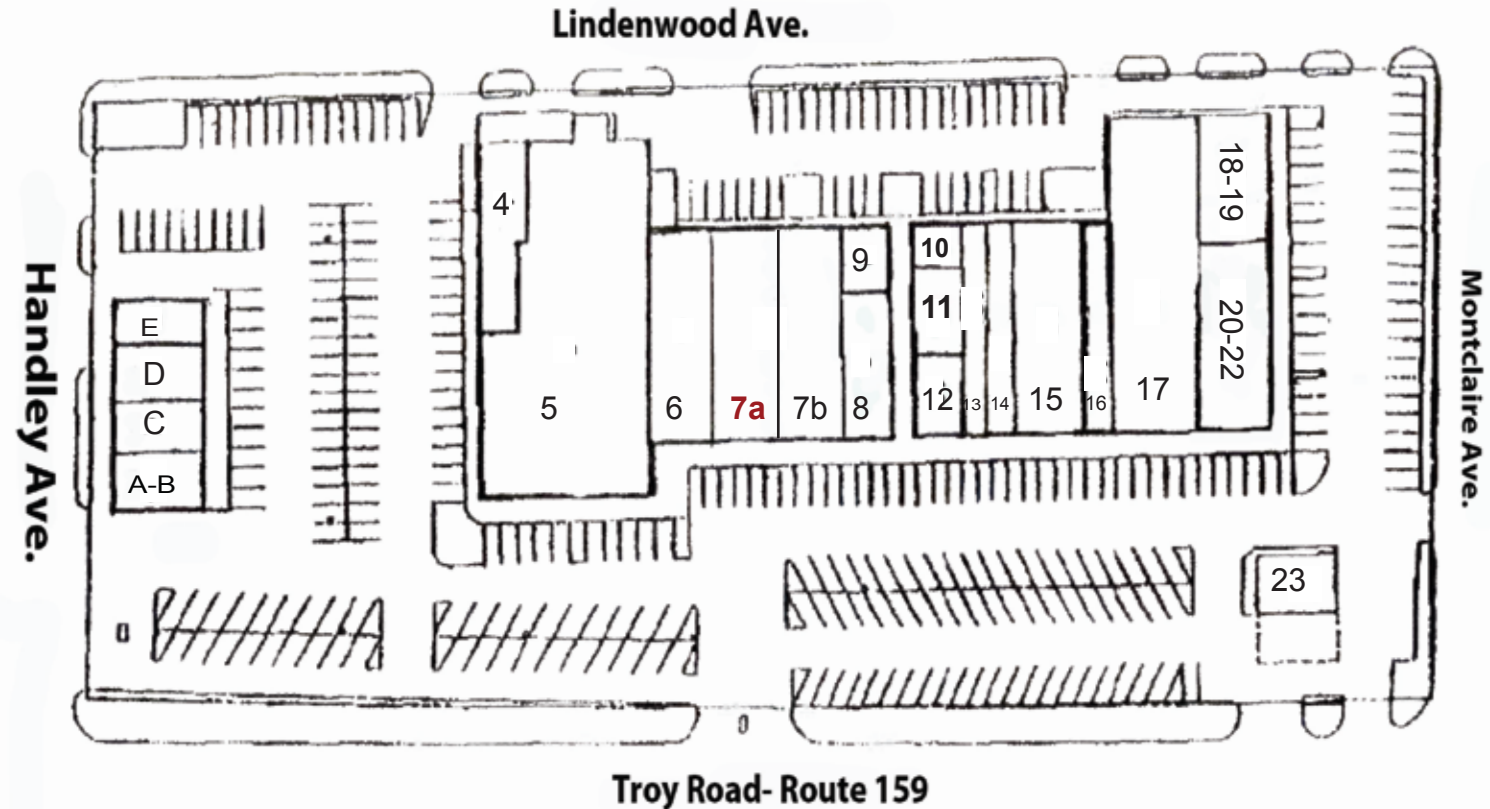 Lindenwood Ave.
Handley Ave.
Montclaire Ave.
4
18-19
9
10
11
E
D
C
A-B
5
6
7a
7b
8
12
13
14
15
16
17
20-22
23
Troy Road- Route 159